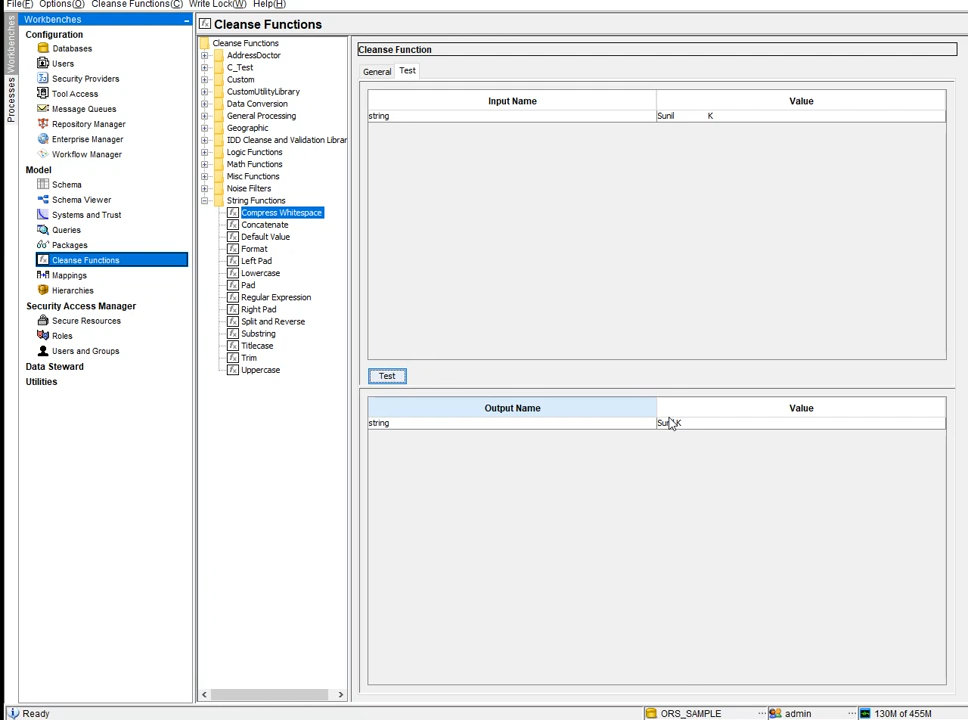 File(F) Options(O) Cleanse Functions(C) Write Lock(W) Help(H)
Processes
Workbenches
Workbenches
Configuration
Databases
Users
Security Providers
Tool Access
Message Queues
Repository Manager
Enterprise Manager
Workflow Manager
Model
Schema
Schema Viewer
Systems and Trust
Queries
Packages
Cleanse Functions
Mappings
Hierarchies
Security Access Manager
Secure Resources
Roles
Users and Groups
Data Steward
Utilities
Cleanse Functions
Cleanse Functions
AddressDoctor
C_Test
Custom
CustomUtilityLibrary
Data Conversion
General Processing
Geographic
IDD Cleanse and Validation Librar
Logic Functions
Math Functions
Misc Functions
Noise Filters
String Functions
Compress Whitespace
Concatenate
Default Value
Format
Left Pad
Lowercase
Pad
Regular Expression
Right Pad
Split and Reverse
Substring
Titlecase
Trim
Uppercase
Cleanse Function
General Test
Input Name Value
string Sunil K
Test
Output Name Value
string K
Ready ORS_SAMPLE ... admin ... 130M of 455M